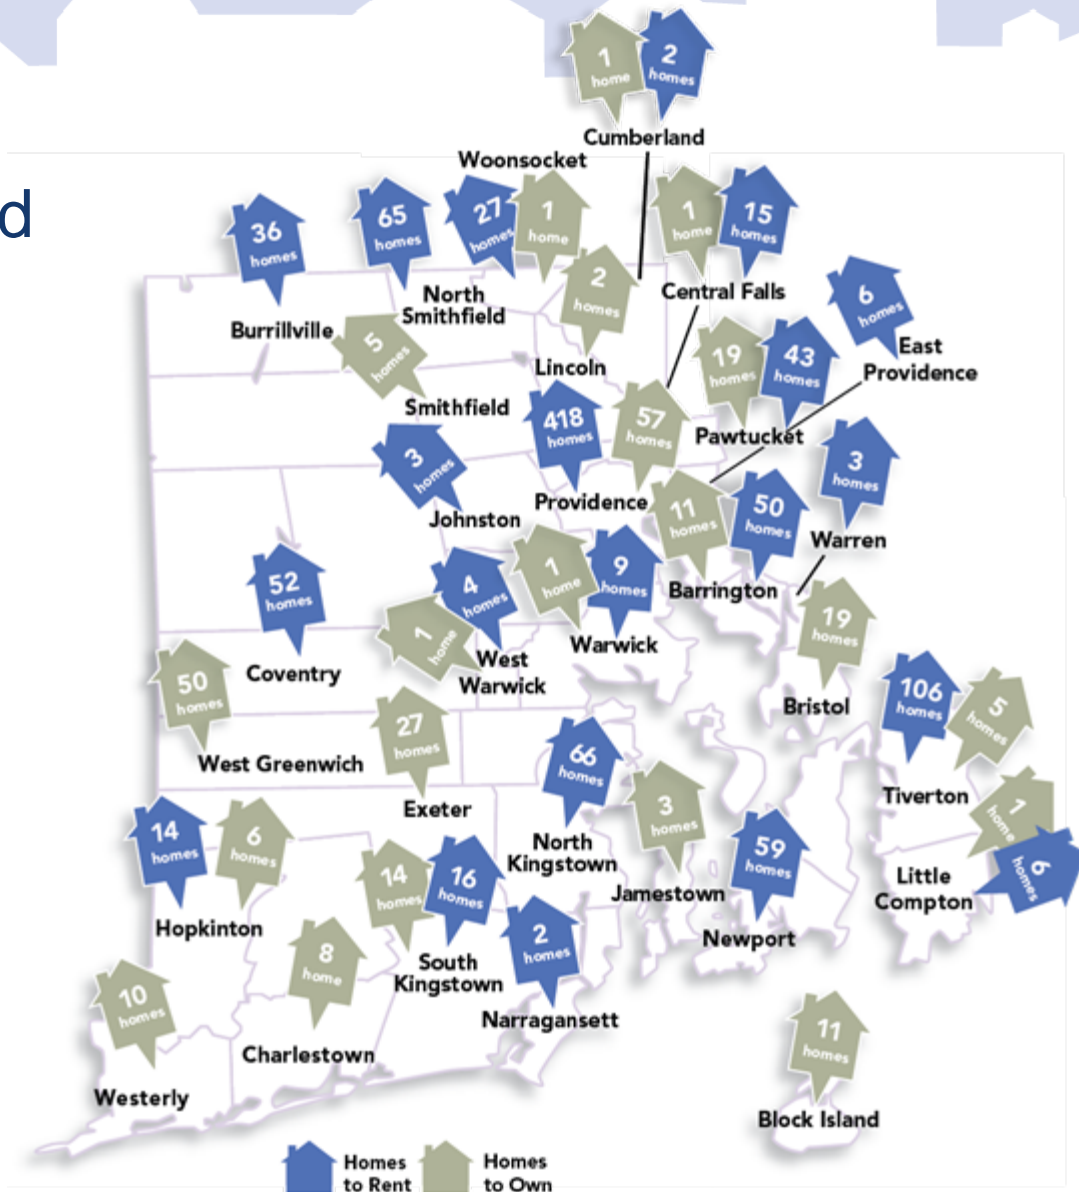 1
home
2
homes
Cumberland
Woonsocket
d
36
homes
65
homes
27
homes
1
home
1
home
15
homes
2
homes
Central Falls
6
homes
North
Smithfield
Burrillville
5
homes
East
Providence
Lincoln
19
homes
43
homes
Smithfield
418
homes
57
homes
Pawtucket
3
homes
3
homes
Providence
11
homes
50
homes
Johnston
Warren
52
homes
4
homes
1
home
9
homes
Barrington
1
home
19
homes
Warwick
West
Warwick
Coventry
50
homes
Bristol
106
homes
5
homes
27
homes
66
homes
West Greenwich
Exeter
3
homes
Tiverton
1
home
14
homes
6
homes
North
Kingstown
59
homes
6
homes
14
homes
16
homes
Jamestown
Little
Compton
Hopkinton
2
homes
Newport
8
home
South
Kingstown
10
homes
Narragansett
11
homes
Charlestown
Westerly
Block Island
Homes
to Rent
Homes
to Own